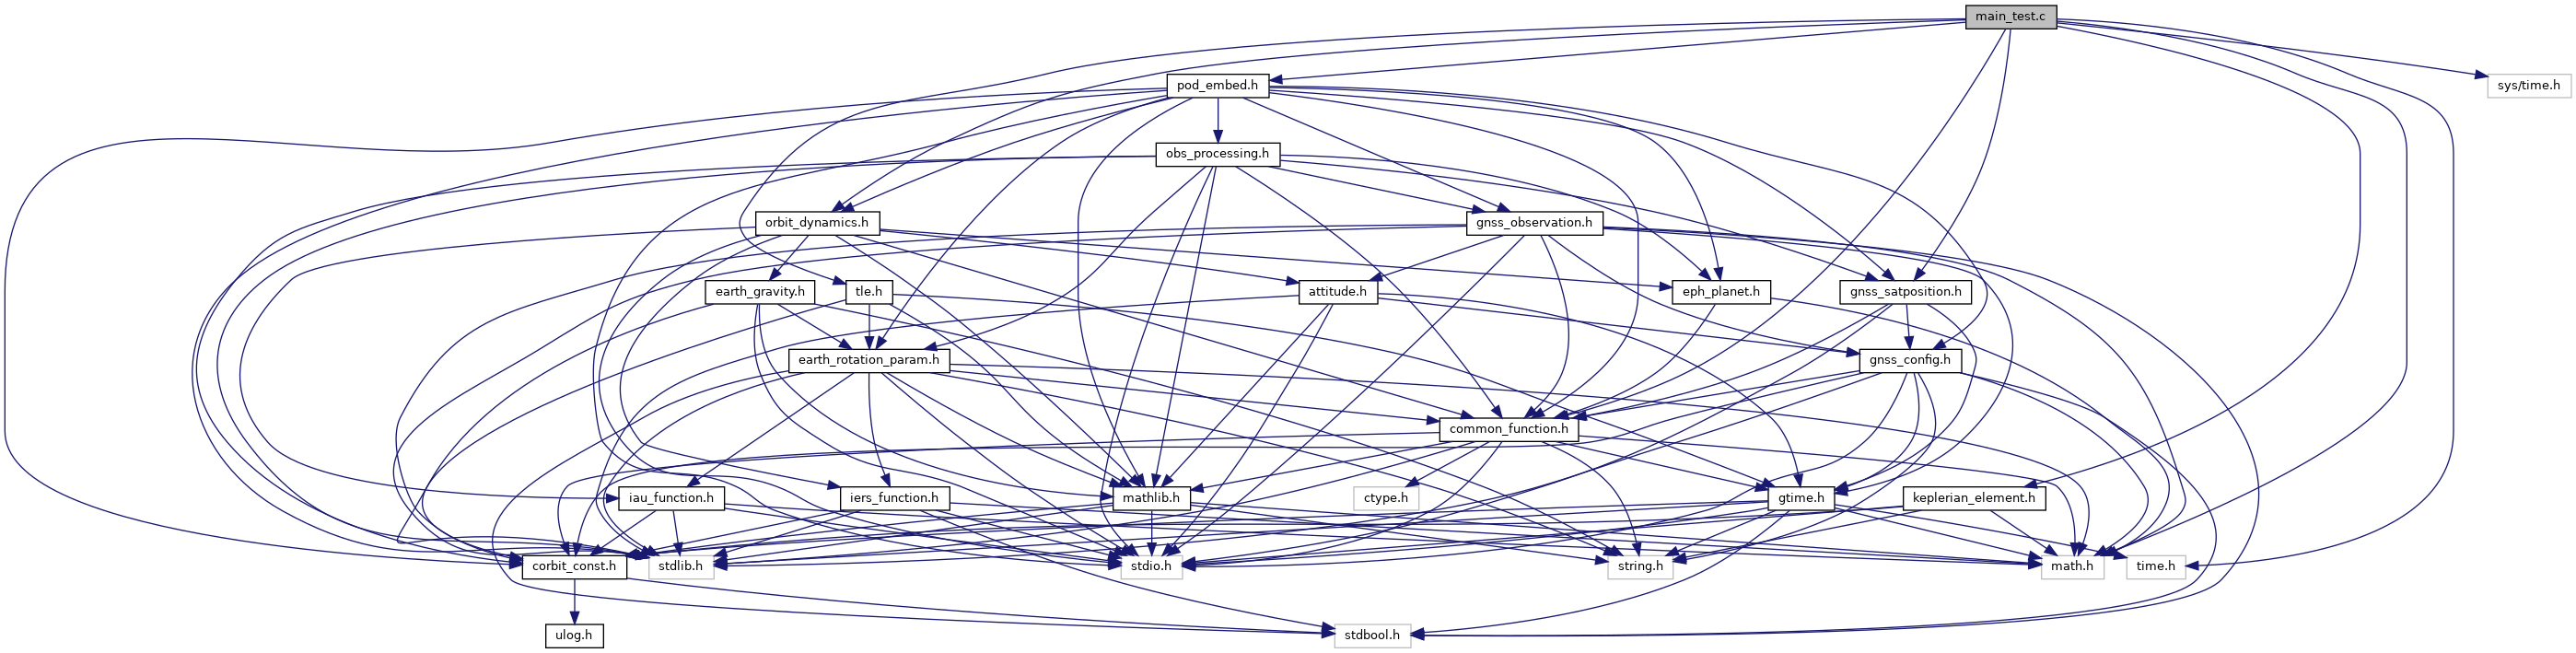 main_test.c
pod_embed.h
sys/time.h
obs_processing.h
orbit_dynamics.h
gnss_observation.h
earth_gravity.h
tle.h
attitude.h
eph_planet.h
gnss_satposition.h
earth_rotation_param.h
gnss_config.h
common_function.h
iau_function.h
iers_function.h
mathlib.h
ctype.h
gtime.h
keplerian_element.h
corbit_const.h
stdlib.h
stdio.h
string.h
math.h
time.h
ulog.h
stdbool.h